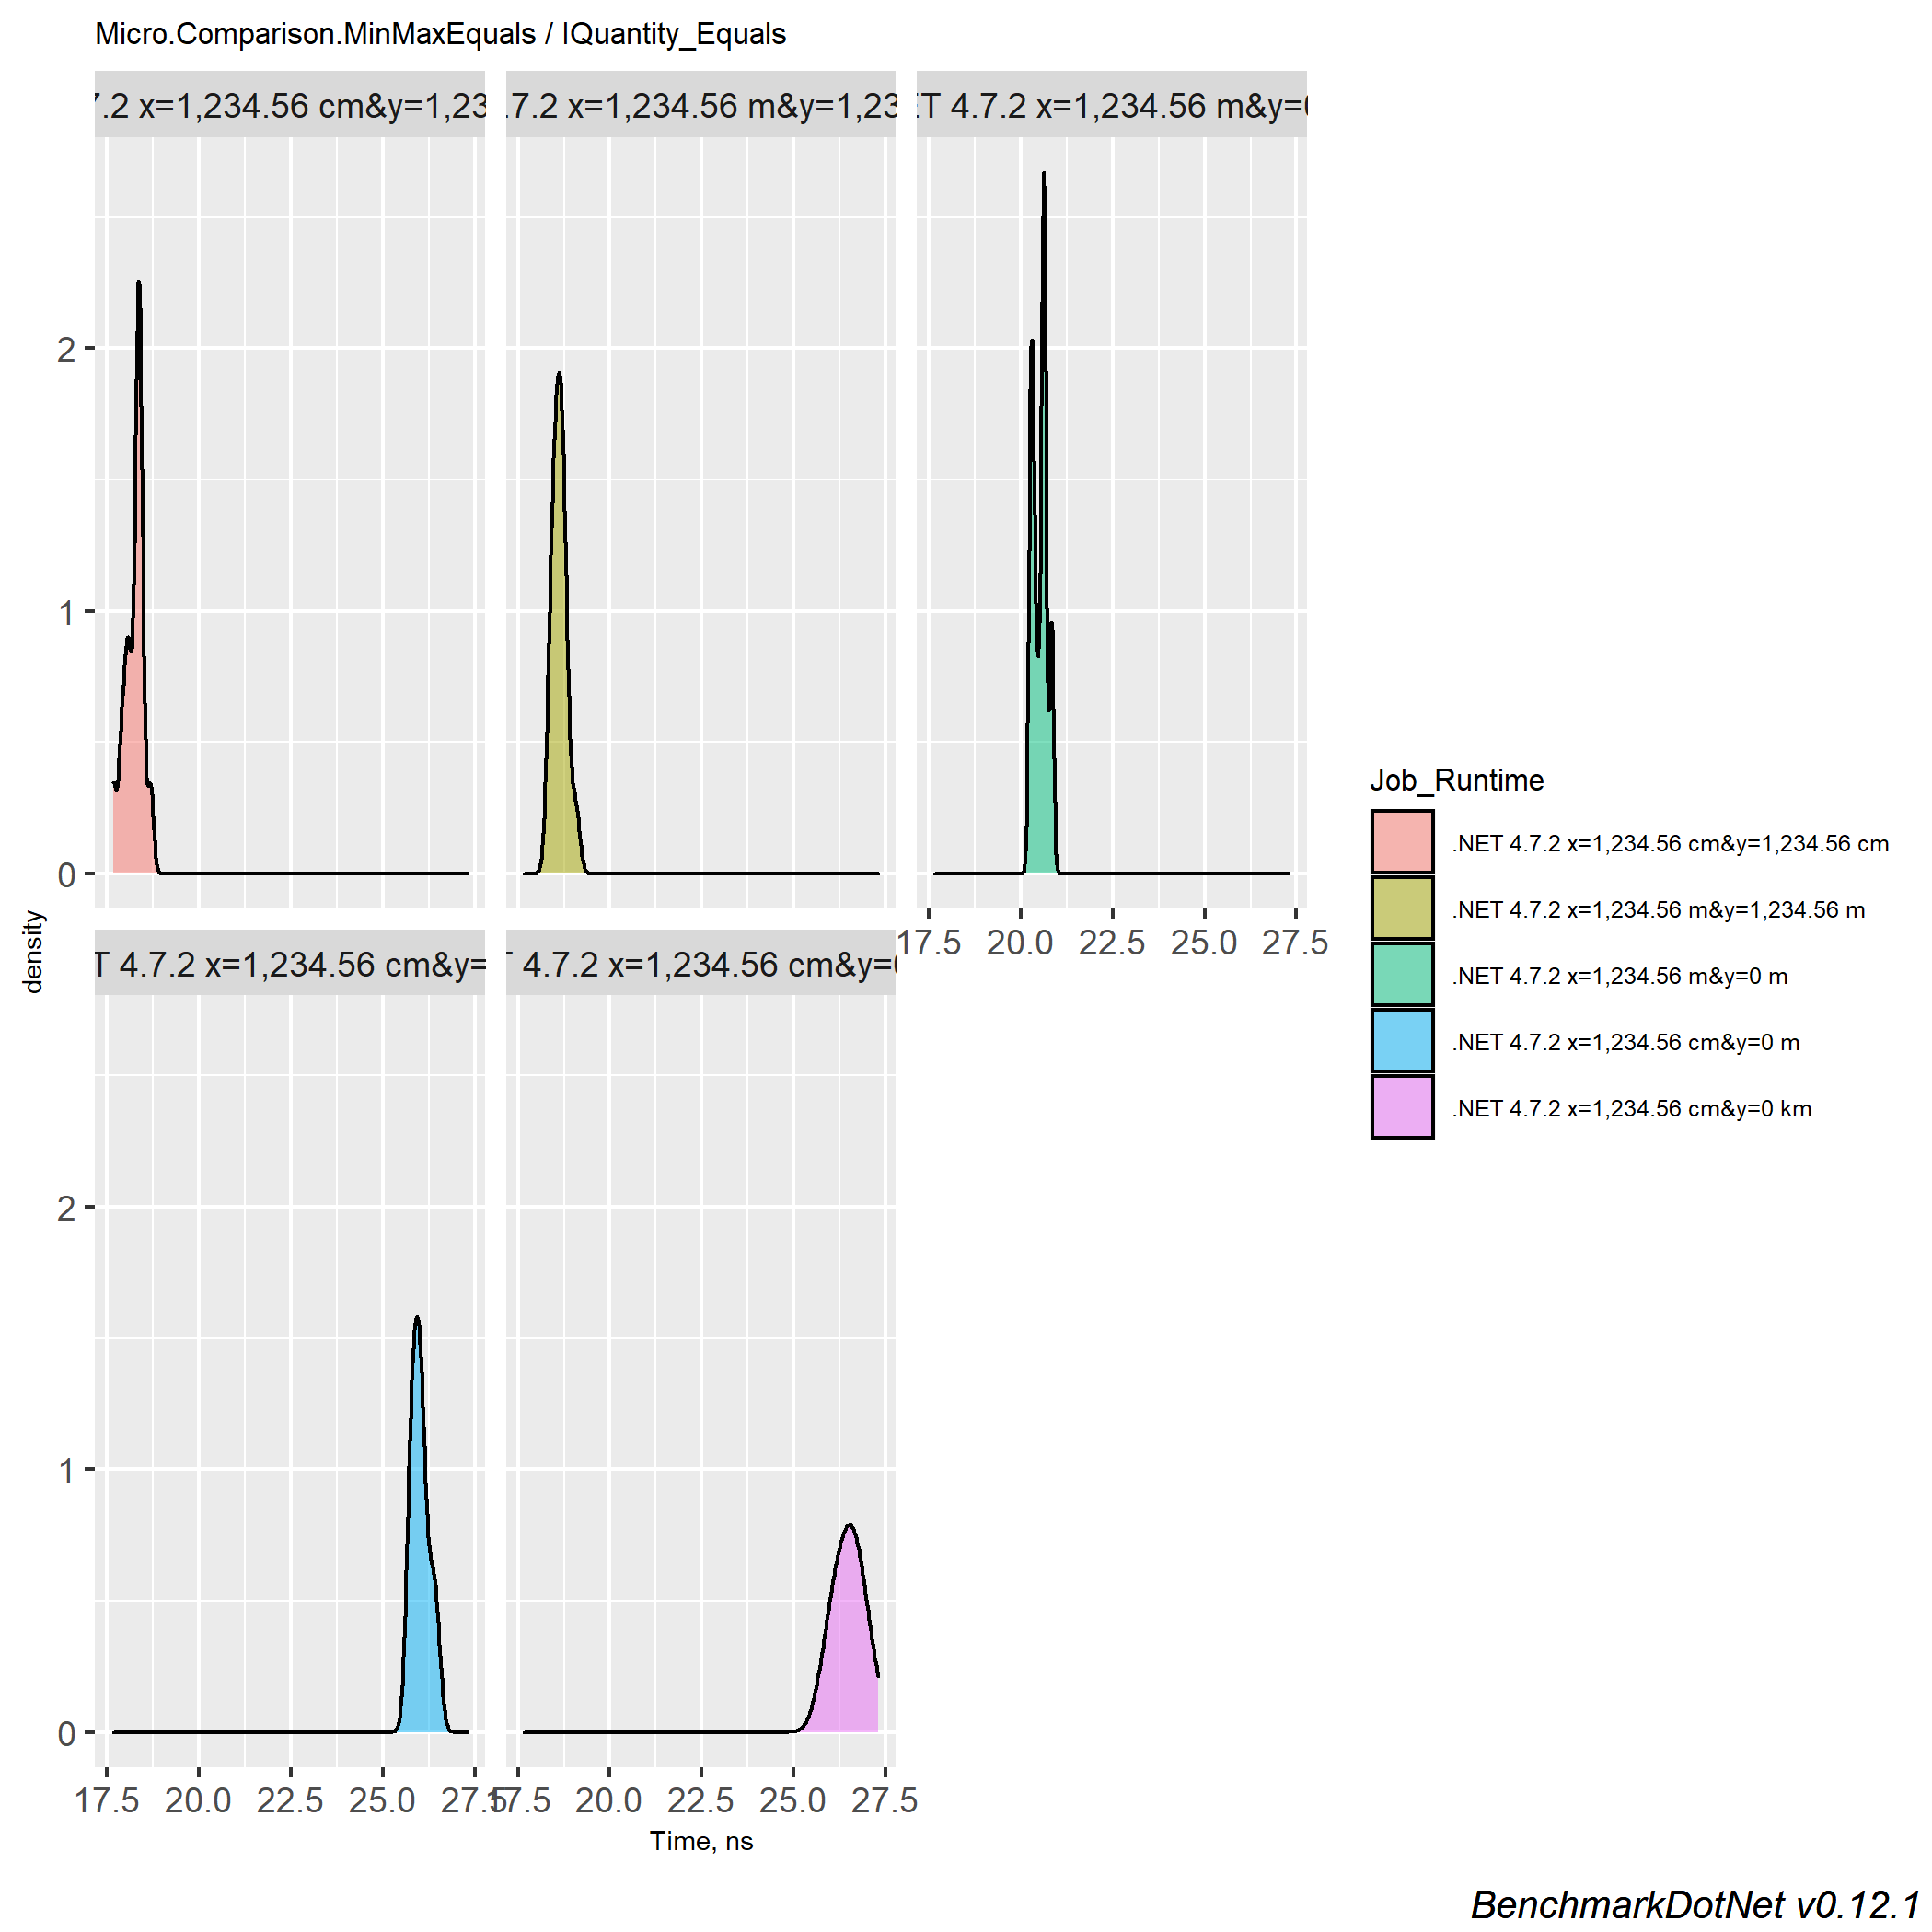 Micro.Comparison.MinMaxEquals / IQuantity_Equals
7.2 x=1,234.56 cm&y=1,23
.7.2 x=1,234.56 m&y=1,23
ET 4.7.2 x=1,234.56 m&y=0
2
1
0
17.5 20.0 22.5 25.0 27.5
density
T 4.7.2 x=1,234.56 cm&y=
T 4.7.2 x=1,234.56 cm&y=0
2
1
0
17.5 20.0 22.5 25.0 27.5
17.5 20.0 22.5 25.0 27.5
Time, ns
Job_Runtime
.NET 4.7.2 x=1,234.56 cm&y=1,234.56 cm
.NET 4.7.2 x=1,234.56 m&y=1,234.56 m
.NET 4.7.2 x=1,234.56 m&y=0 m
.NET 4.7.2 x=1,234.56 cm&y=0 m
.NET 4.7.2 x=1,234.56 cm&y=0 km
BenchmarkDotNet v0.12.1